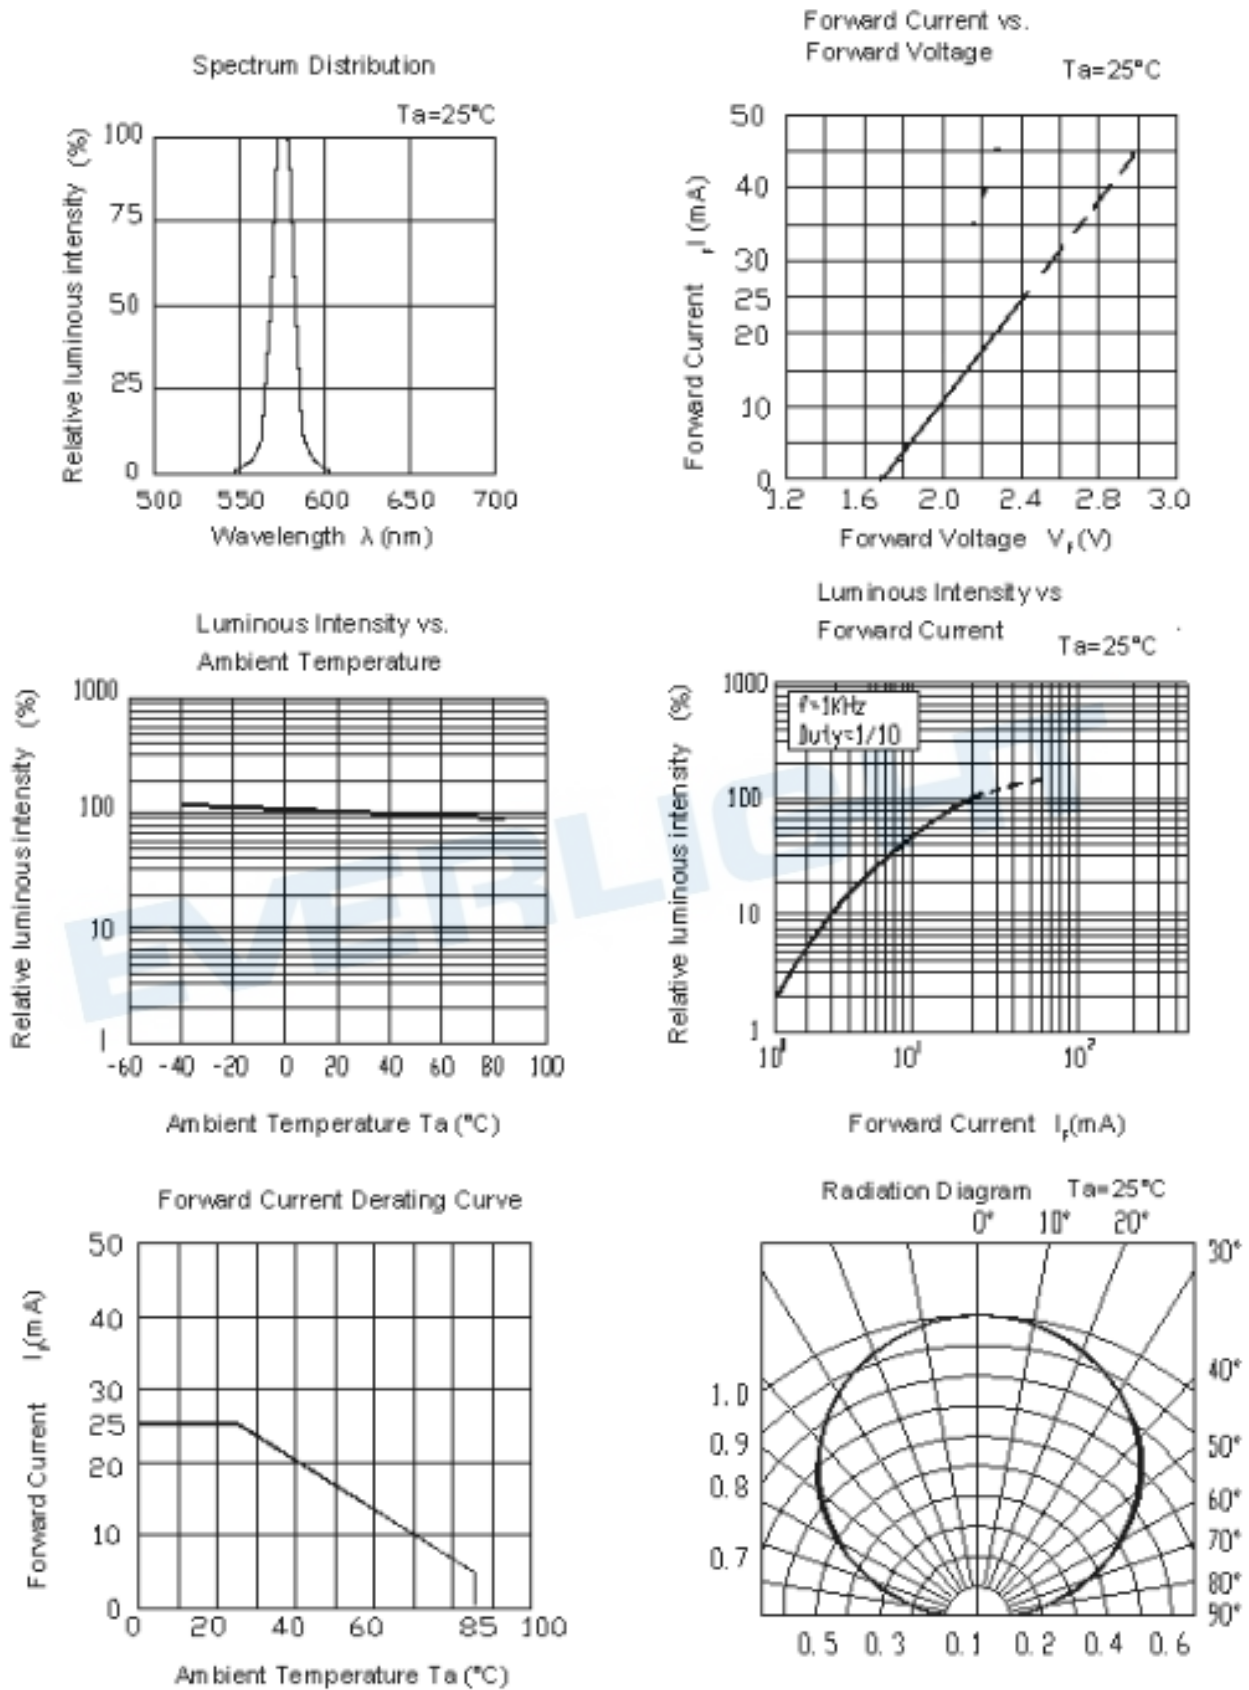 Spectrum Distribution
Ta=25°C
Relative luminous intensity (%)
100
75
50
25
0
500 550 600 650 700
Wavelength λ (nm)
Forward Current vs.
Forward Voltage
Ta=25°C
Forward Current FI (mA)
50
40
30
25
20
10
0
1.2 1.6 2.0 2.4 2.8 3.0
Forward Voltage VF(V)
Luminous Intensity vs.
Ambient Temperature
Relative luminous intensity (%)
1000
100
10
1
-60 -40 -20 0 20 40 60 80 100
Ambient Temperature Ta (°C)
Luminous Intensity vs
Forward Current
Ta=25°C
f=1KHz
Duty=1/10
Relative luminous intensity (%)
1000
100
10
1
10¹ 10² 
Forward Current IF(mA)
EVERLIGHT
Forward Current Derating Curve
Forward Current IF(mA)
50
40
30
25
20
10
0
0 20 40 60 85 100
Ambient Temperature Ta (°C)
Radiation Diagram Ta=25°C
0° 10° 20°
30°
40°
50°
60°
70°
80°
90°
1.0
0.9
0.8
0.7
0.5 0.3 0.1 0.2 0.4 0.6